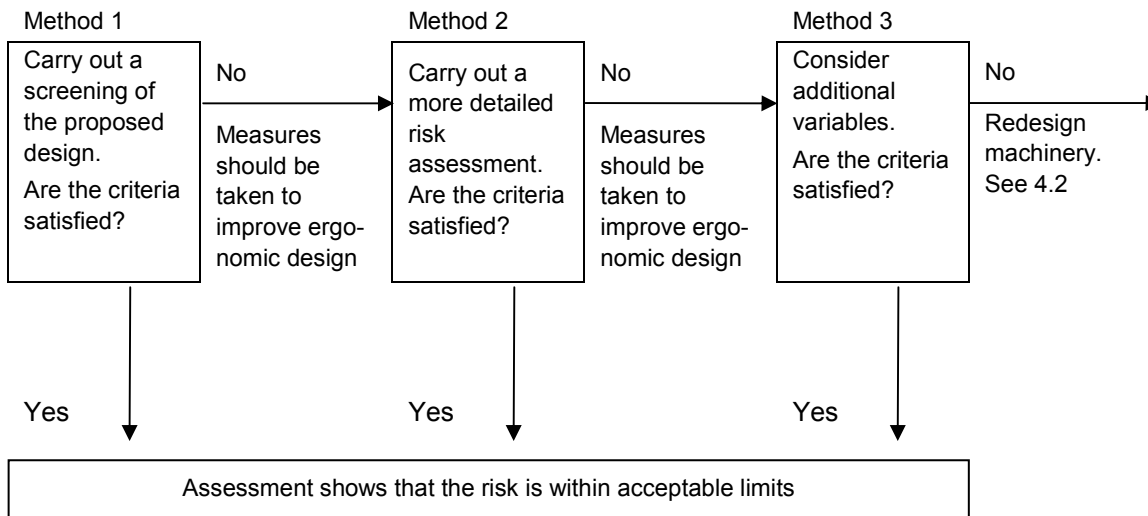 Method 1
Carry out a
screening of
the proposed
design.
Are the criteria
satisfied?
No
Measures
should be
taken to
improve ergo-
nomic design
Method 2
Carry out a
more detailed
risk
assessment.
Are the criteria
satisfied?
No
Measures
should be
taken to
improve ergo-
nomic design
Method 3
Consider
additional
variables.
Are the criteria
satisfied?
No
Redesign
machinery.
See 4.2
Yes
Yes
Yes
Assessment shows that the risk is within acceptable limits